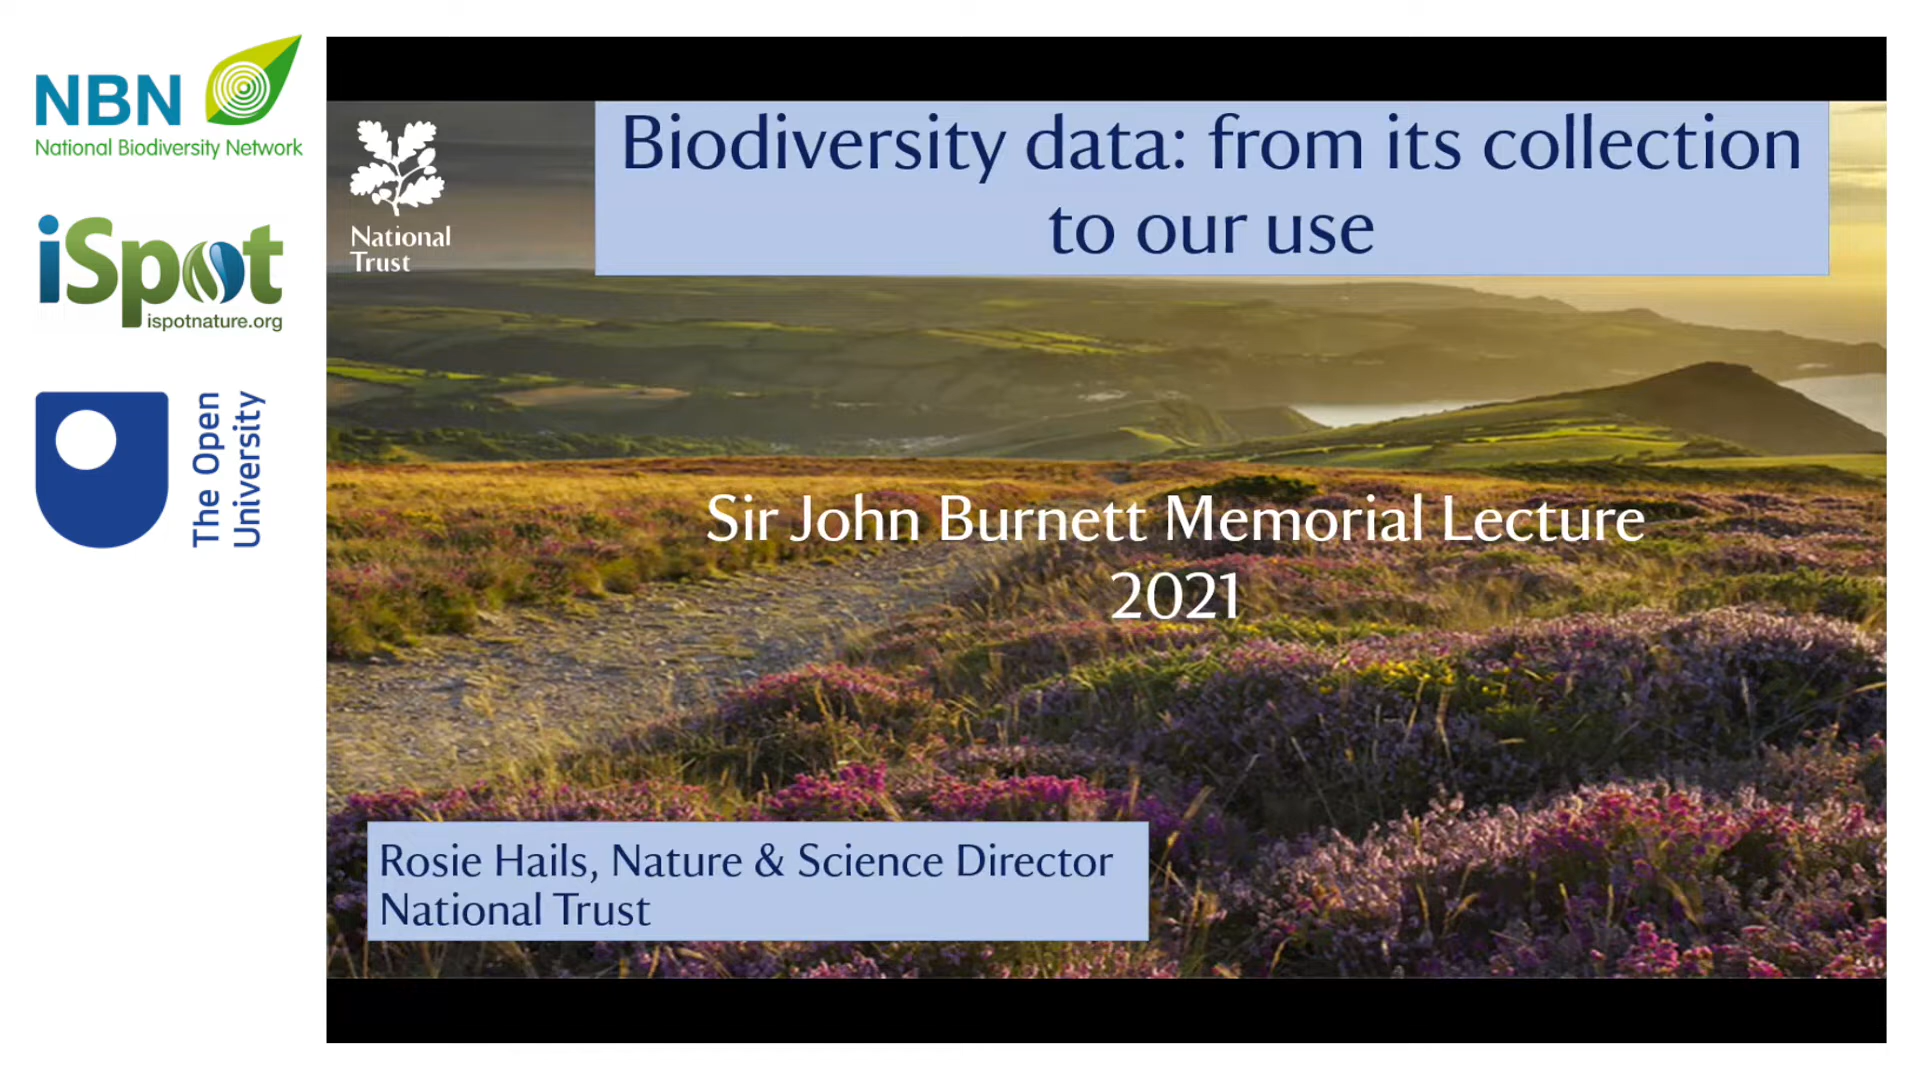 NBN
National Biodiversity Network
iSpot
ispotnature.org
The Open
University
National
Trust
Biodiversity data: from its collection
to our use
Sir John Burnett Memorial Lecture
2021
Rosie Hails, Nature & Science Director
National Trust